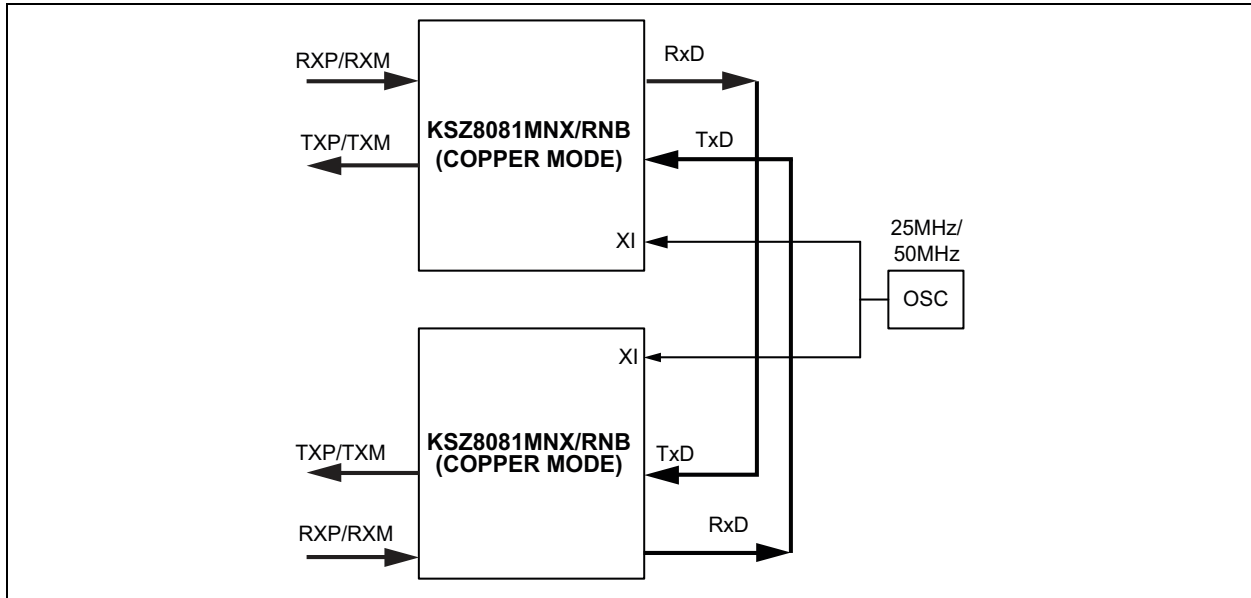 RXP/RXM
RxD
KSZ8081MNX/RNB
(COPPER MODE)
TXP/TXM
TxD
XI
25MHz/
50MHz
OSC
XI
KSZ8081MNX/RNB
(COPPER MODE)
TXP/TXM
TxD
RXP/RXM
RxD